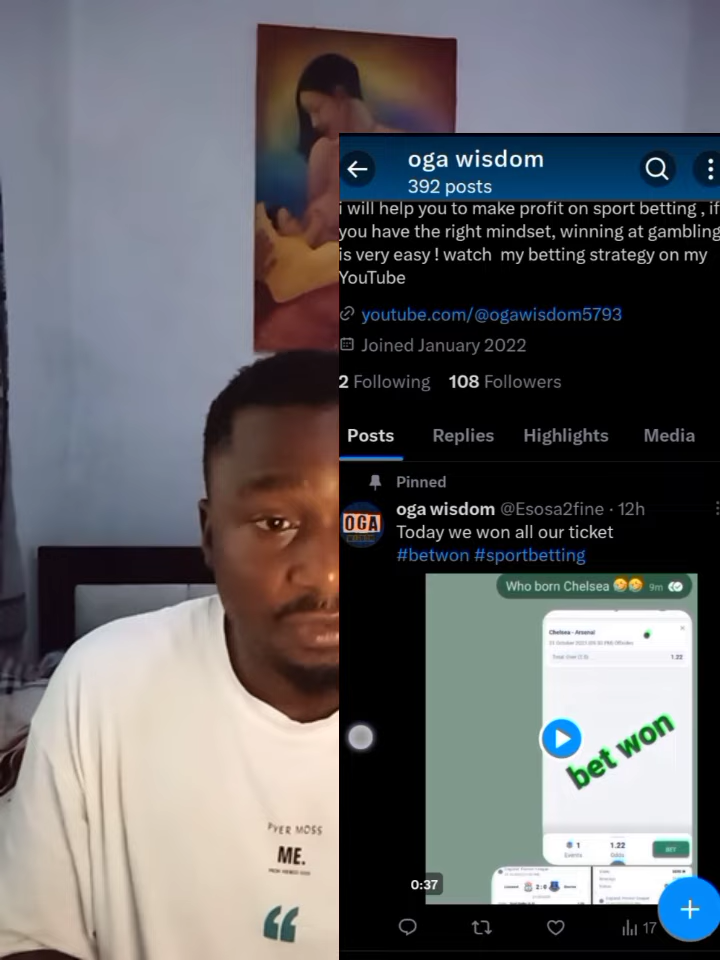 oga wisdom
392 posts
i will help you to make profit on sport betting , if
you have the right mindset, winning at gambling
is very easy ! watch my betting strategy on my
YouTube
youtube.com/@ogawisdom5793
Joined January 2022
2 Following 108 Followers
Posts Replies Highlights Media
Pinned
oga wisdom @Esosa2fine · 12h
OGA
Today we won all our ticket
#betwon #sportbetting
Who born Chelsea 🤣🤣 9m
Chelsea - Arsenal
1.22
bet won
1 1.22 BET
Events Odds
2:0
0:37
17
PYER MOSS
ME.